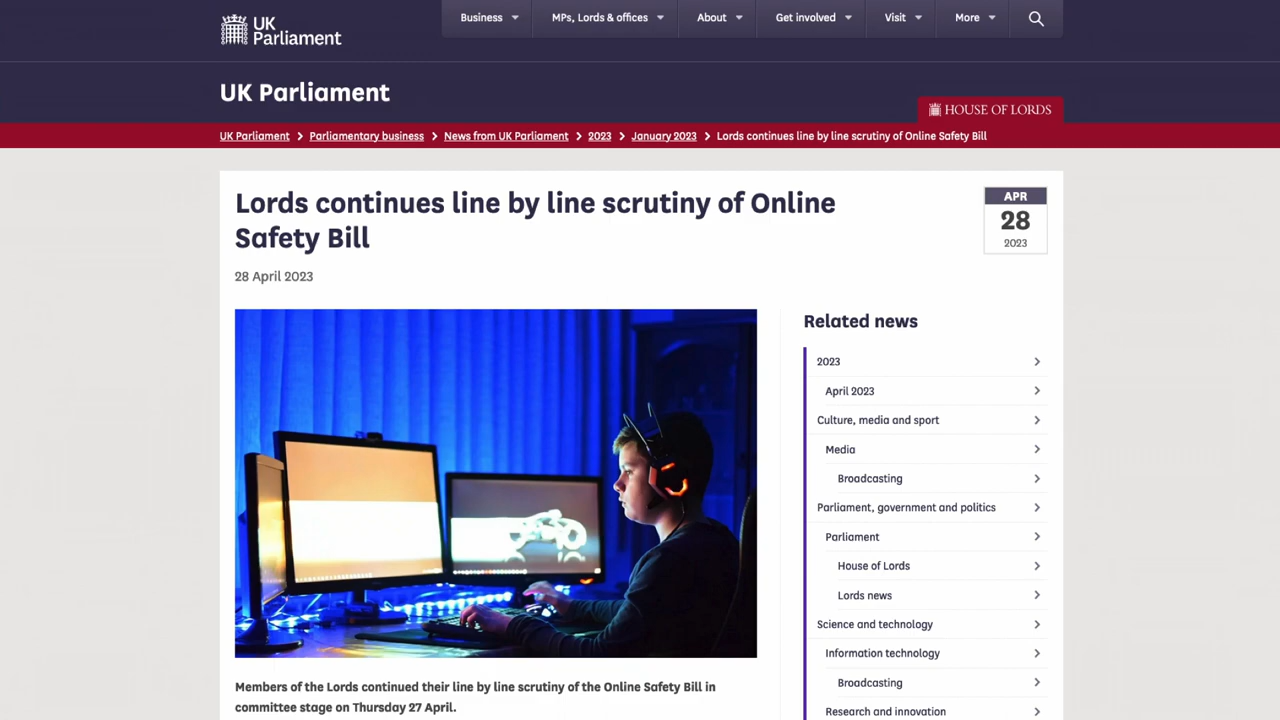 UK
Parliament
Business
MPs, Lords & offices
About
Get involved
Visit
More
UK Parliament
HOUSE OF LORDS
UK Parliament
Parliamentary business
News from UK Parliament
2023
January 2023
Lords continues line by line scrutiny of Online Safety Bill
Lords continues line by line scrutiny of Online
Safety Bill
28 April 2023
APR
28
2023
Related news
2023
April 2023
Culture, media and sport
Media
Broadcasting
Parliament, government and politics
Parliament
House of Lords
Lords news
Science and technology
Information technology
Broadcasting
Research and innovation
Members of the Lords continued their line by line scrutiny of the Online Safety Bill in
committee stage on Thursday 27 April.